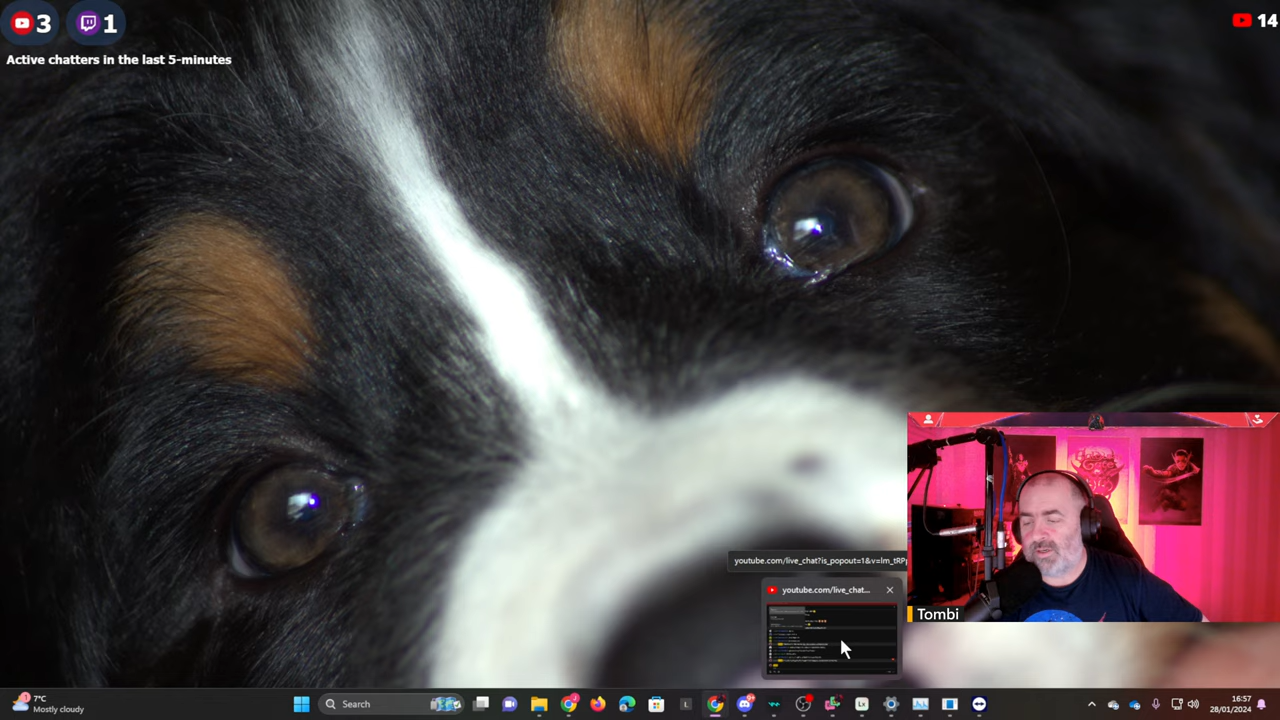 3
1
14
Active chatters in the last 5-minutes
youtube.com/live_chat?is_popout=1&v=lm_tRP
youtube.com/live_chat...
Tombi
7°C
Mostly cloudy
Search
16:57
28/01/2024